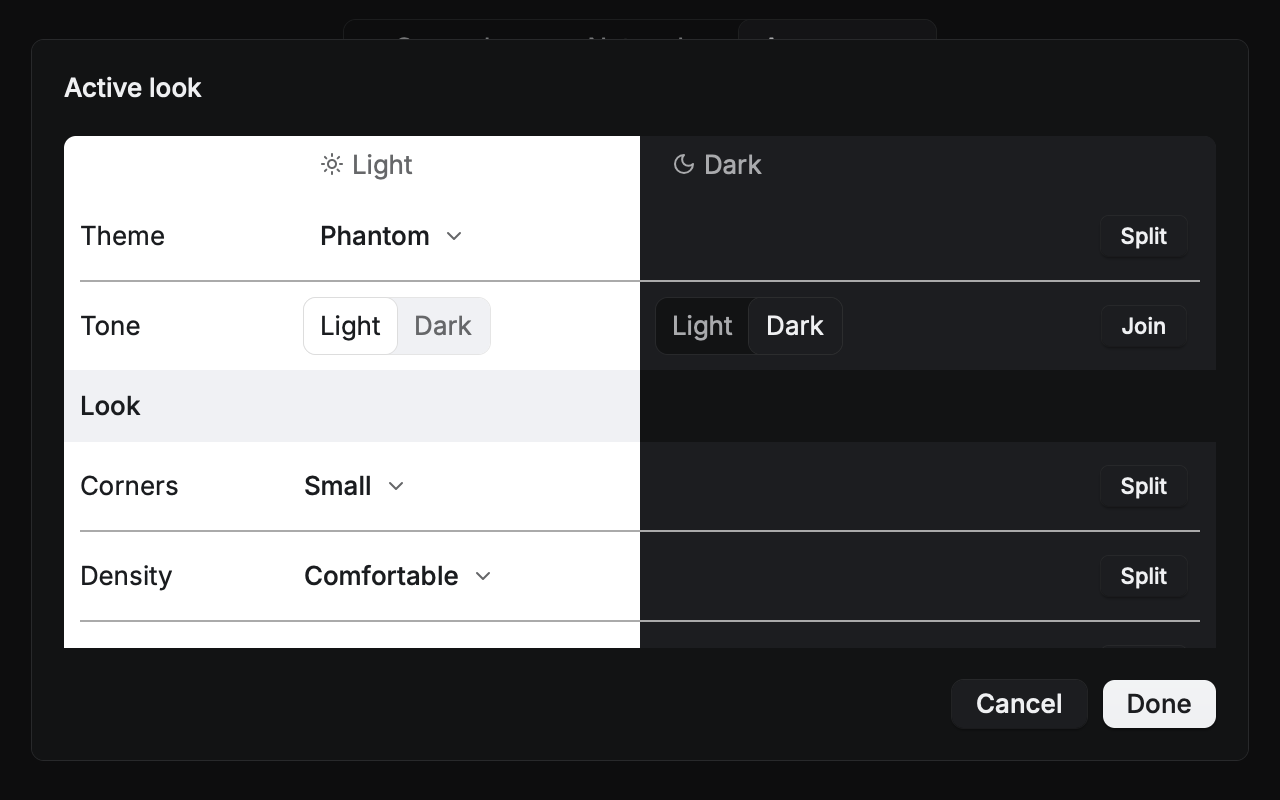 Active look
Light
Dark
Theme
Phantom
Split
Tone
Light
Dark
Light
Dark
Join
Look
Corners
Small
Split
Density
Comfortable
Split
Cancel
Done